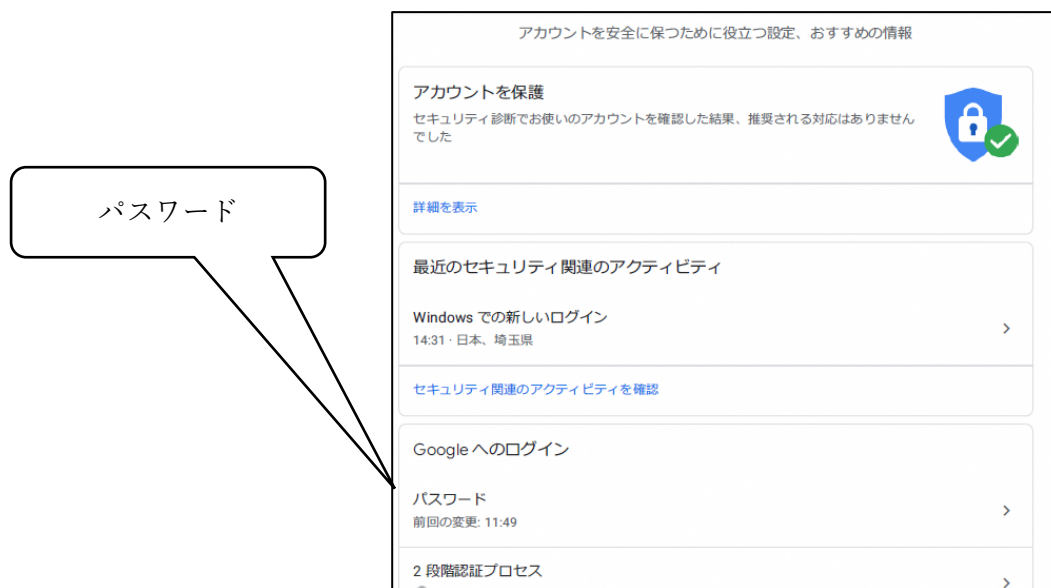 アカウントを安全に保つために役立つ設定、おすすめの情報
アカウントを保護
セキュリティ診断でお使いのアカウントを確認した結果、推奨される対応はありません
でした
詳細を表示
パスワード
最近のセキュリティ関連のアクティビティ
Windows での新しいログイン
14:31 · 日本、埼玉県
セキュリティ関連のアクティビティを確認
Google へのログイン
パスワード
前回の変更: 11:49
2 段階認証プロセス